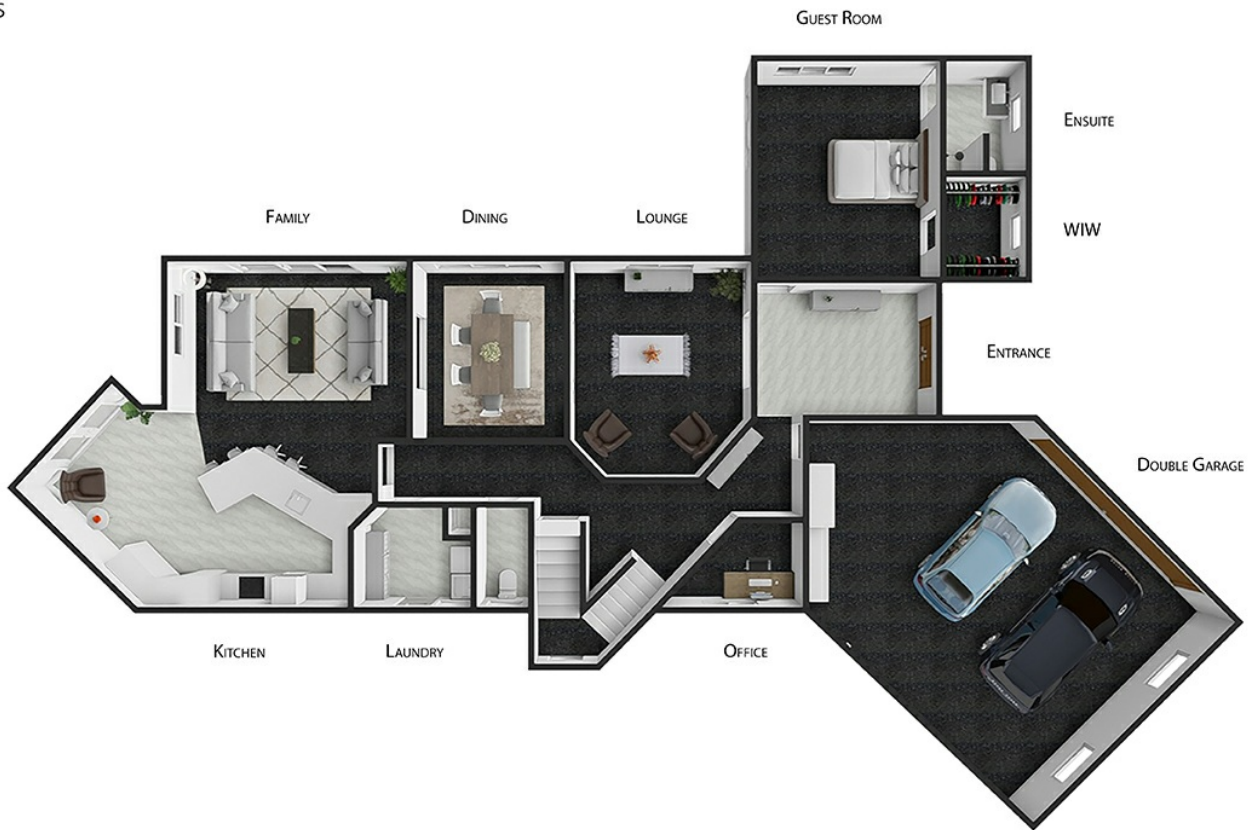 S
GUEST ROOM
ENSUITE
FAMILY
DINING
LOUNGE
WIW
ENTRANCE
DOUBLE GARAGE
KITCHEN
LAUNDRY
OFFICE